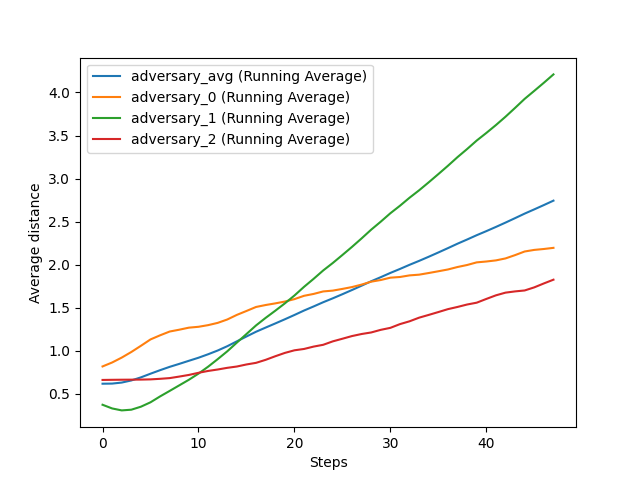 adversary_avg (Running Average)
adversary_0 (Running Average)
adversary_1 (Running Average)
adversary_2 (Running Average)
4.0
3.5
3.0
2.5
2.0
1.5
1.0
0.5
Average distance
0 10 20 30 40
Steps